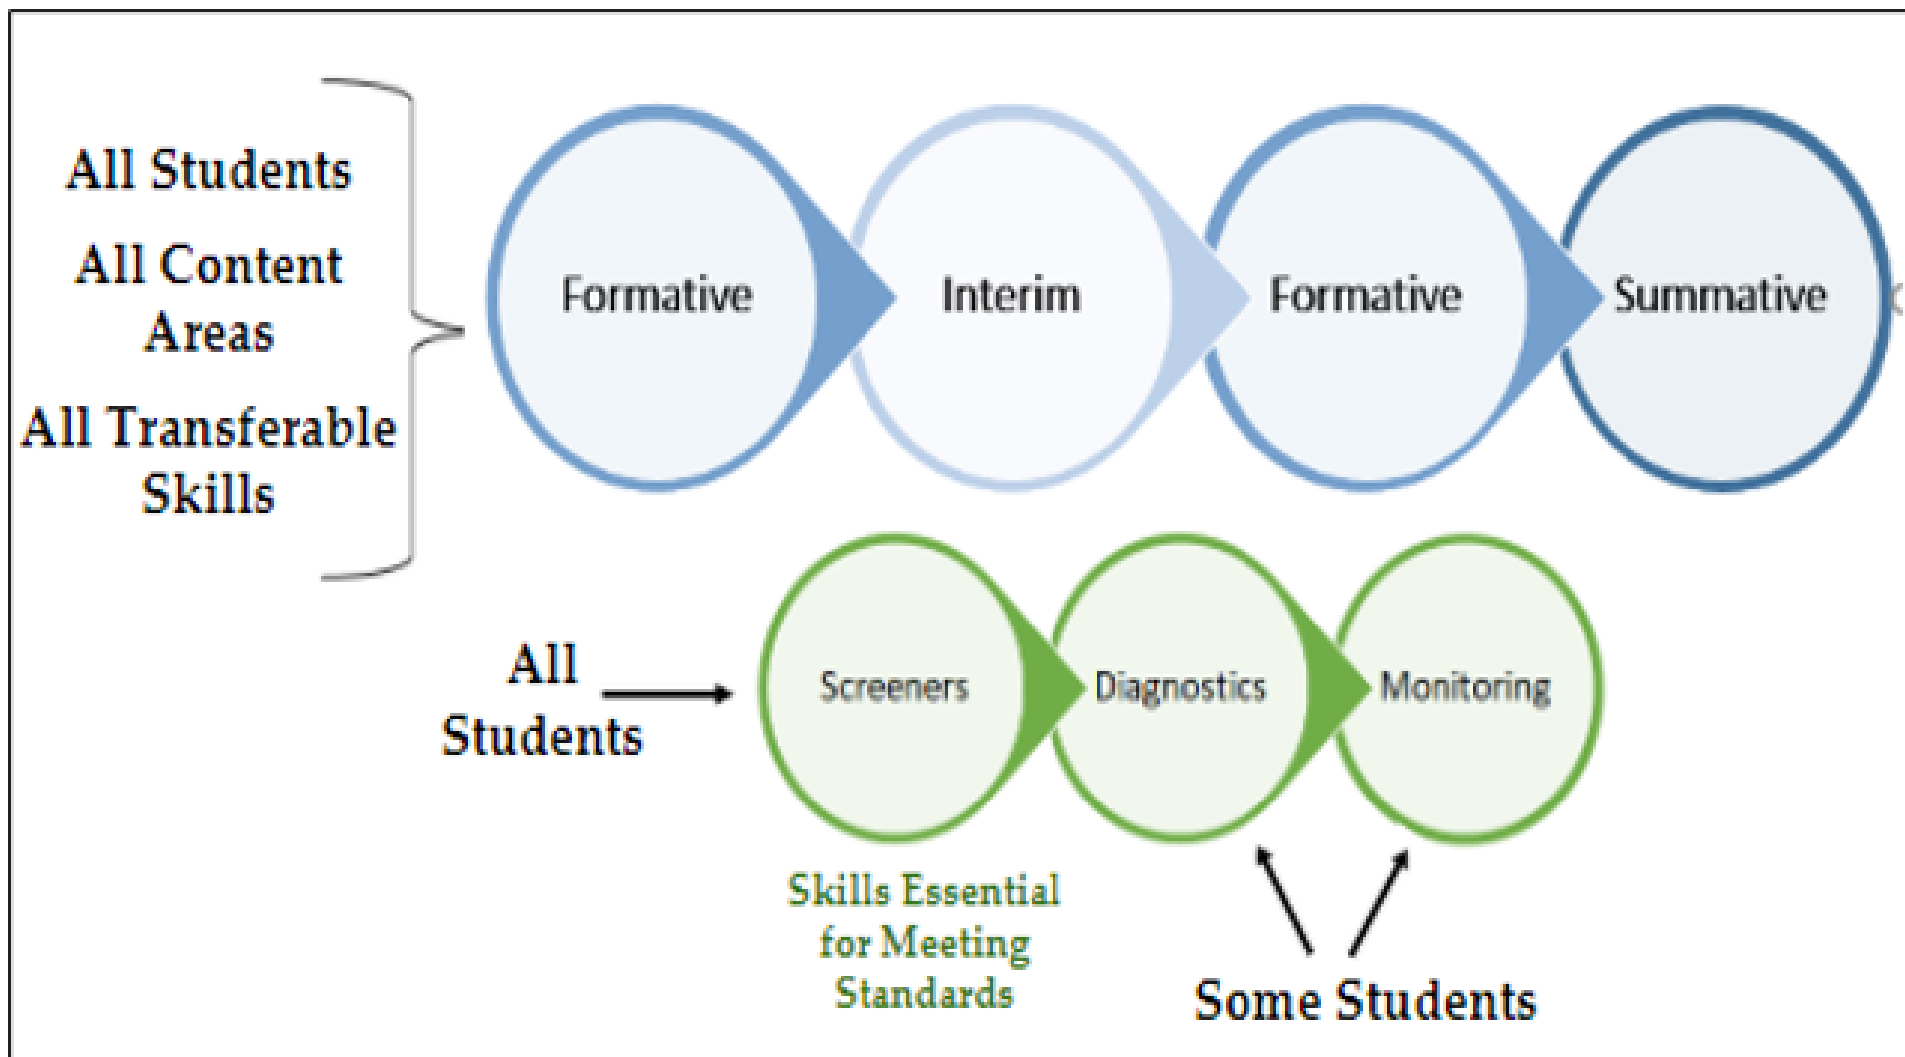 All Students
All Content
Areas
All Transferable
Skills
Formative
Interim
Formative
Summative
All
Students
Screeners
Diagnostics
Monitoring
Skills Essential
for Meeting
Standards
Some Students